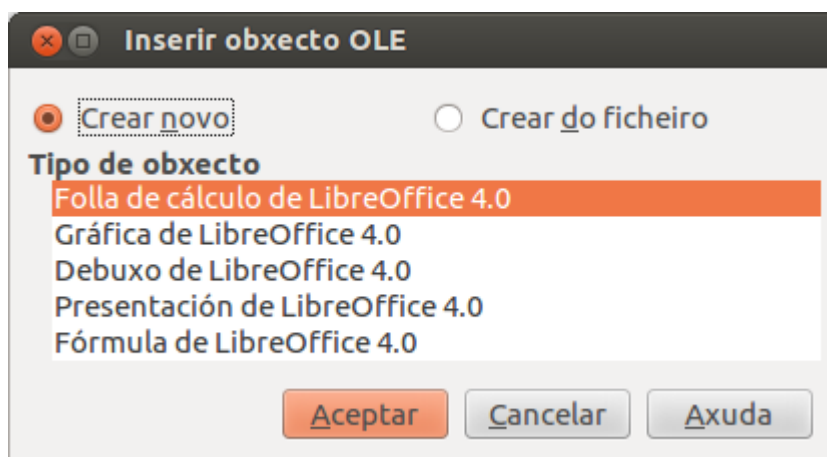 Inserir obxecto OLE
Crear novo Crear do ficheiro
Tipo de obxecto
Folla de cálculo de LibreOffice 4.0
Gráfica de LibreOffice 4.0
Debuxo de LibreOffice 4.0
Presentación de LibreOffice 4.0
Fórmula de LibreOffice 4.0
Aceptar Cancelar Axuda